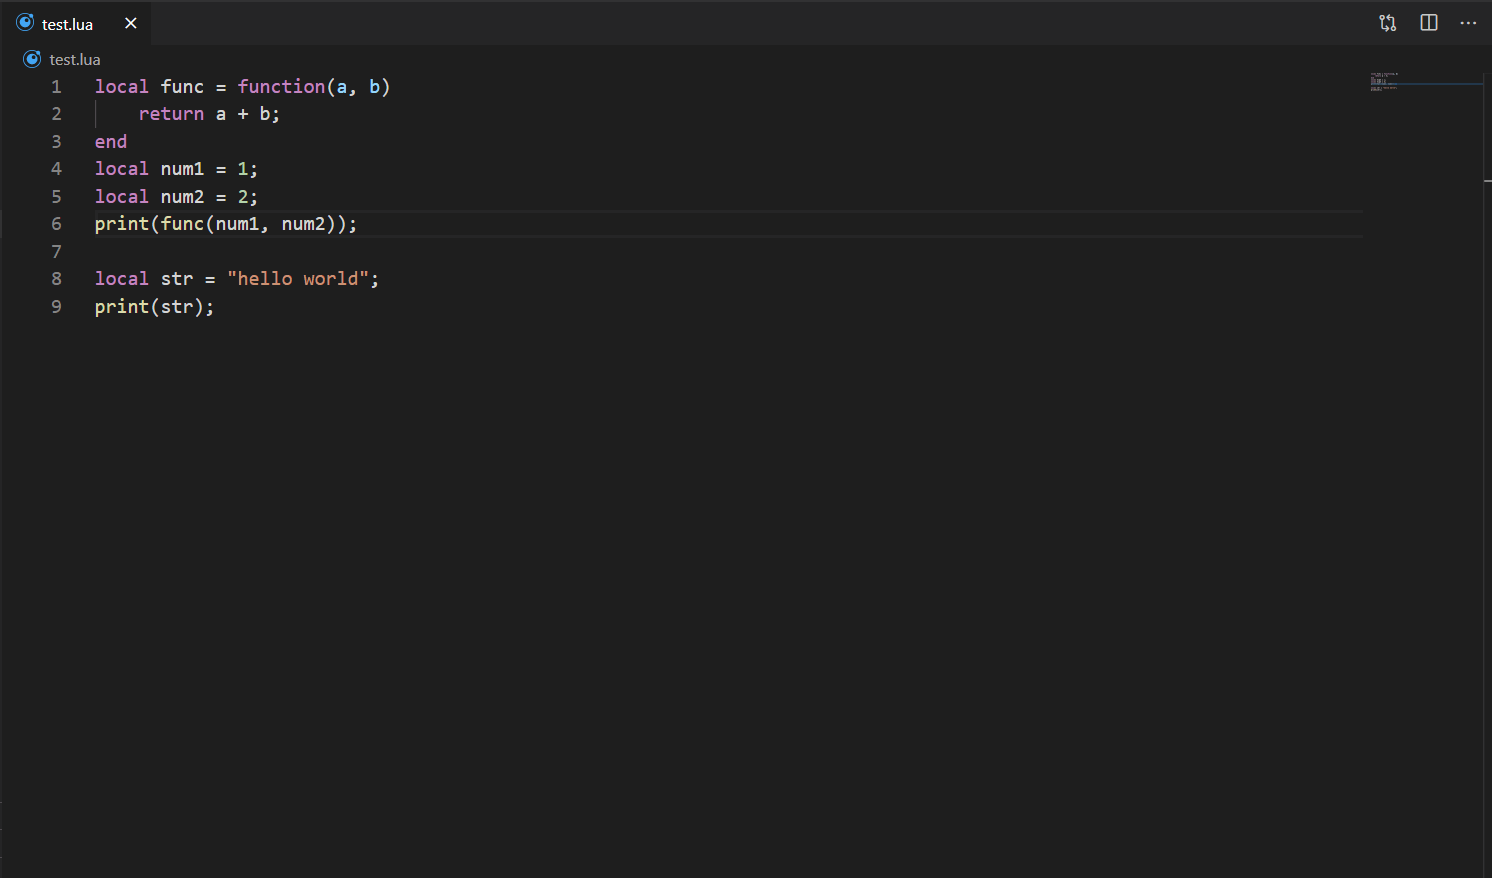 test.lua
test.lua
1 local func = function(a, b)
2     return a + b;
3 end
4 local num1 = 1;
5 local num2 = 2;
6 print(func(num1, num2));
7
8 local str = "hello world";
9 print(str);